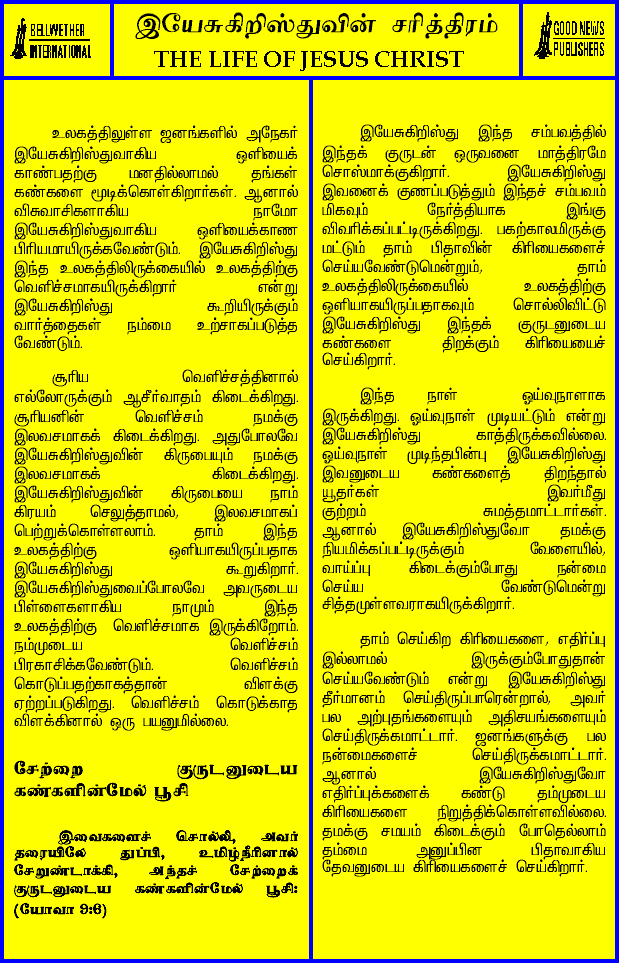 BELLWETHER
INTERNATIONAL
இயேசுகிறிஸ்துவின் சரித்திரம்
THE LIFE OF JESUS CHRIST
GOOD NEWS
PUBLISHERS
உலகத்திலுள்ள ஜனங்களில் அநேகர்
இயேசுகிறிஸ்துவாகிய ஒளியைக்
காண்பதற்கு மனதில்லாமல் தங்கள்
கண்களை மூடிக்கொள்கிறார்கள். ஆனால்
விசுவாசிகளாகிய நாமோ
இயேசுகிறிஸ்துவாகிய ஒளியைக்காண
பிரியமாயிருக்கவேண்டும். இயேசுகிறிஸ்து
இந்த உலகத்திலிருக்கையில் உலகத்திற்கு
வெளிச்சமாகயிருக்கிறார் என்று
இயேசுகிறிஸ்து கூறியிருக்கும்
வார்த்தைகள் நம்மை உற்சாகப்படுத்த
வேண்டும்.
சூரிய வெளிச்சத்தினால்
எல்லோருக்கும் ஆசீர்வாதம் கிடைக்கிறது.
சூரியனின் வெளிச்சம் நமக்கு
இலவசமாகக் கிடைக்கிறது. அதுபோலவே
இயேசுகிறிஸ்துவின் கிருபையும் நமக்கு
இலவசமாகக் கிடைக்கிறது.
இயேசுகிறிஸ்துவின் கிருபையை நாம்
கிரயம் செலுத்தாமல், இலவசமாகப்
பெற்றுக்கொள்ளலாம். தாம் இந்த
உலகத்திற்கு ஒளியாகயிருப்பதாக
இயேசுகிறிஸ்து கூறுகிறார்.
இயேசுகிறிஸ்துவைப்போலவே அவருடைய
பிள்ளைகளாகிய நாமும் இந்த
உலகத்திற்கு வெளிச்சமாக இருக்கிறோம்.
நம்முடைய வெளிச்சம்
பிரகாசிக்கவேண்டும். வெளிச்சம்
கொடுப்பதற்காகத்தான் விளக்கு
ஏற்றப்படுகிறது. வெளிச்சம் கொடுக்காத
விளக்கினால் ஒரு பயனுமில்லை.
சேற்றை குருடனுடைய
கண்களின்மேல் பூசி
இவைகளைச் சொல்லி, அவர்
தரையிலே துப்பி, உமிழ்நீரினால்
சேறுண்டாக்கி, அந்தச் சேற்றைக்
குருடனுடைய கண்களின்மேல் பூசி:
(யோவா 9:6)
இயேசுகிறிஸ்து இந்த சம்பவத்தில்
இந்தக் குருடன் ஒருவனை மாத்திரமே
சொஸ்மாக்குகிறார். இயேசுகிறிஸ்து
இவனைக் குணப்படுத்தும் இந்தச் சம்பவம்
மிகவும் நேர்த்தியாக இங்கு
விவரிக்கப்பட்டிருக்கிறது. பகற்காலமிருக்கு
மட்டும் தாம் பிதாவின் கிரியைகளைச்
செய்யவேண்டுமென்றும், தாம்
உலகத்திலிருக்கையில் உலகத்திற்கு
ஒளியாகயிருப்பதாகவும் சொல்லிவிட்டு
இயேசுகிறிஸ்து இந்தக் குருடனுடைய
கண்களை திறக்கும் கிரியையைச்
செய்கிறார்.
இந்த நாள் ஓய்வுநாளாக
இருக்கிறது. ஓய்வுநாள் முடியட்டும் என்று
இயேசுகிறிஸ்து காத்திருக்கவில்லை.
ஓய்வுநாள் முடிந்தபின்பு இயேசுகிறிஸ்து
இவனுடைய கண்களைத் திறந்தால்
யூதர்கள் இவர்மீது
குற்றம் சுமத்தமாட்டார்கள்.
ஆனால் இயேசுகிறிஸ்துவோ தமக்கு
நியமிக்கப்பட்டிருக்கும் வேளையில்,
வாய்ப்பு கிடைக்கும்போது நன்மை
செய்ய வேண்டுமென்று
சித்தமுள்ளவராகயிருக்கிறார்.
தாம் செய்கிற கிரியைகளை, எதிர்ப்பு
இல்லாமல் இருக்கும்போதுதான்
செய்யவேண்டும் என்று இயேசுகிறிஸ்து
தீர்மானம் செய்திருப்பாரென்றால், அவர்
பல அற்புதங்களையும் அதிசயங்களையும்
செய்திருக்கமாட்டார். ஜனங்களுக்கு பல
நன்மைகளைச் செய்திருக்கமாட்டார்.
ஆனால் இயேசுகிறிஸ்துவோ
எதிர்ப்புக்களைக் கண்டு தம்முடைய
கிரியைகளை நிறுத்திக்கொள்ளவில்லை.
தமக்கு சமயம் கிடைக்கும் போதெல்லாம்
தம்மை அனுப்பின பிதாவாகிய
தேவனுடைய கிரியைகளைச் செய்கிறார்.